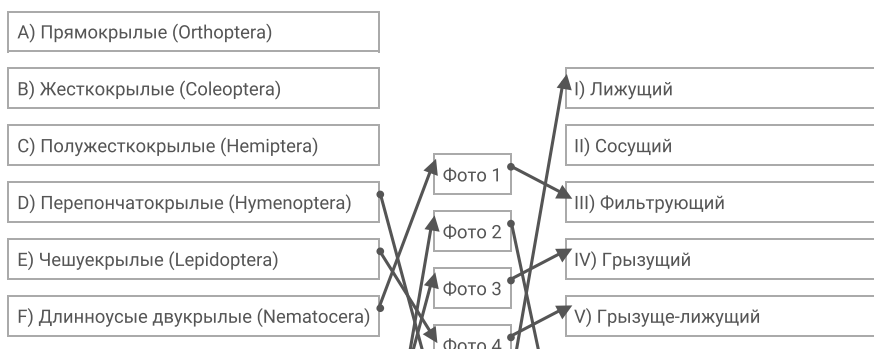 A) Прямокрылые (Orthoptera)
B) Жесткокрылые (Coleoptera)
C) Полужесткокрылые (Hemiptera)
D) Перепончатокрылые (Hymenoptera)
E) Чешуекрылые (Lepidoptera)
F) Длинноусые двукрылые (Nematocera)
Фото 1
Фото 2
Фото 3
Фото 4
I) Лижущий
II) Сосущий
III) Фильтрующий
IV) Грызущий
V) Грызуще-лижущий